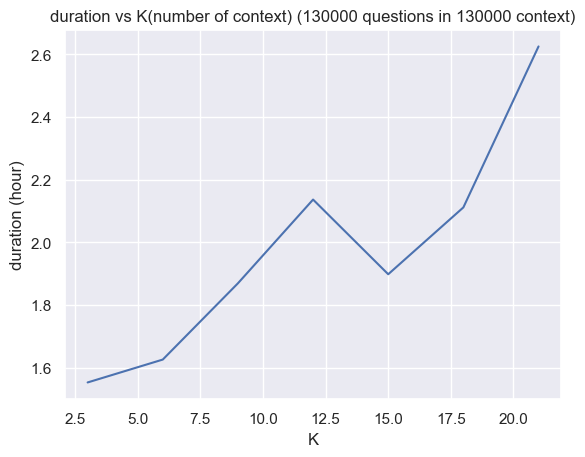 duration vs K(number of context) (130000 questions in 130000 context)
2.6
2.4
2.2
2.0
1.8
1.6
duration (hour)
2.5 5.0 7.5 10.0 12.5 15.0 17.5 20.0
K